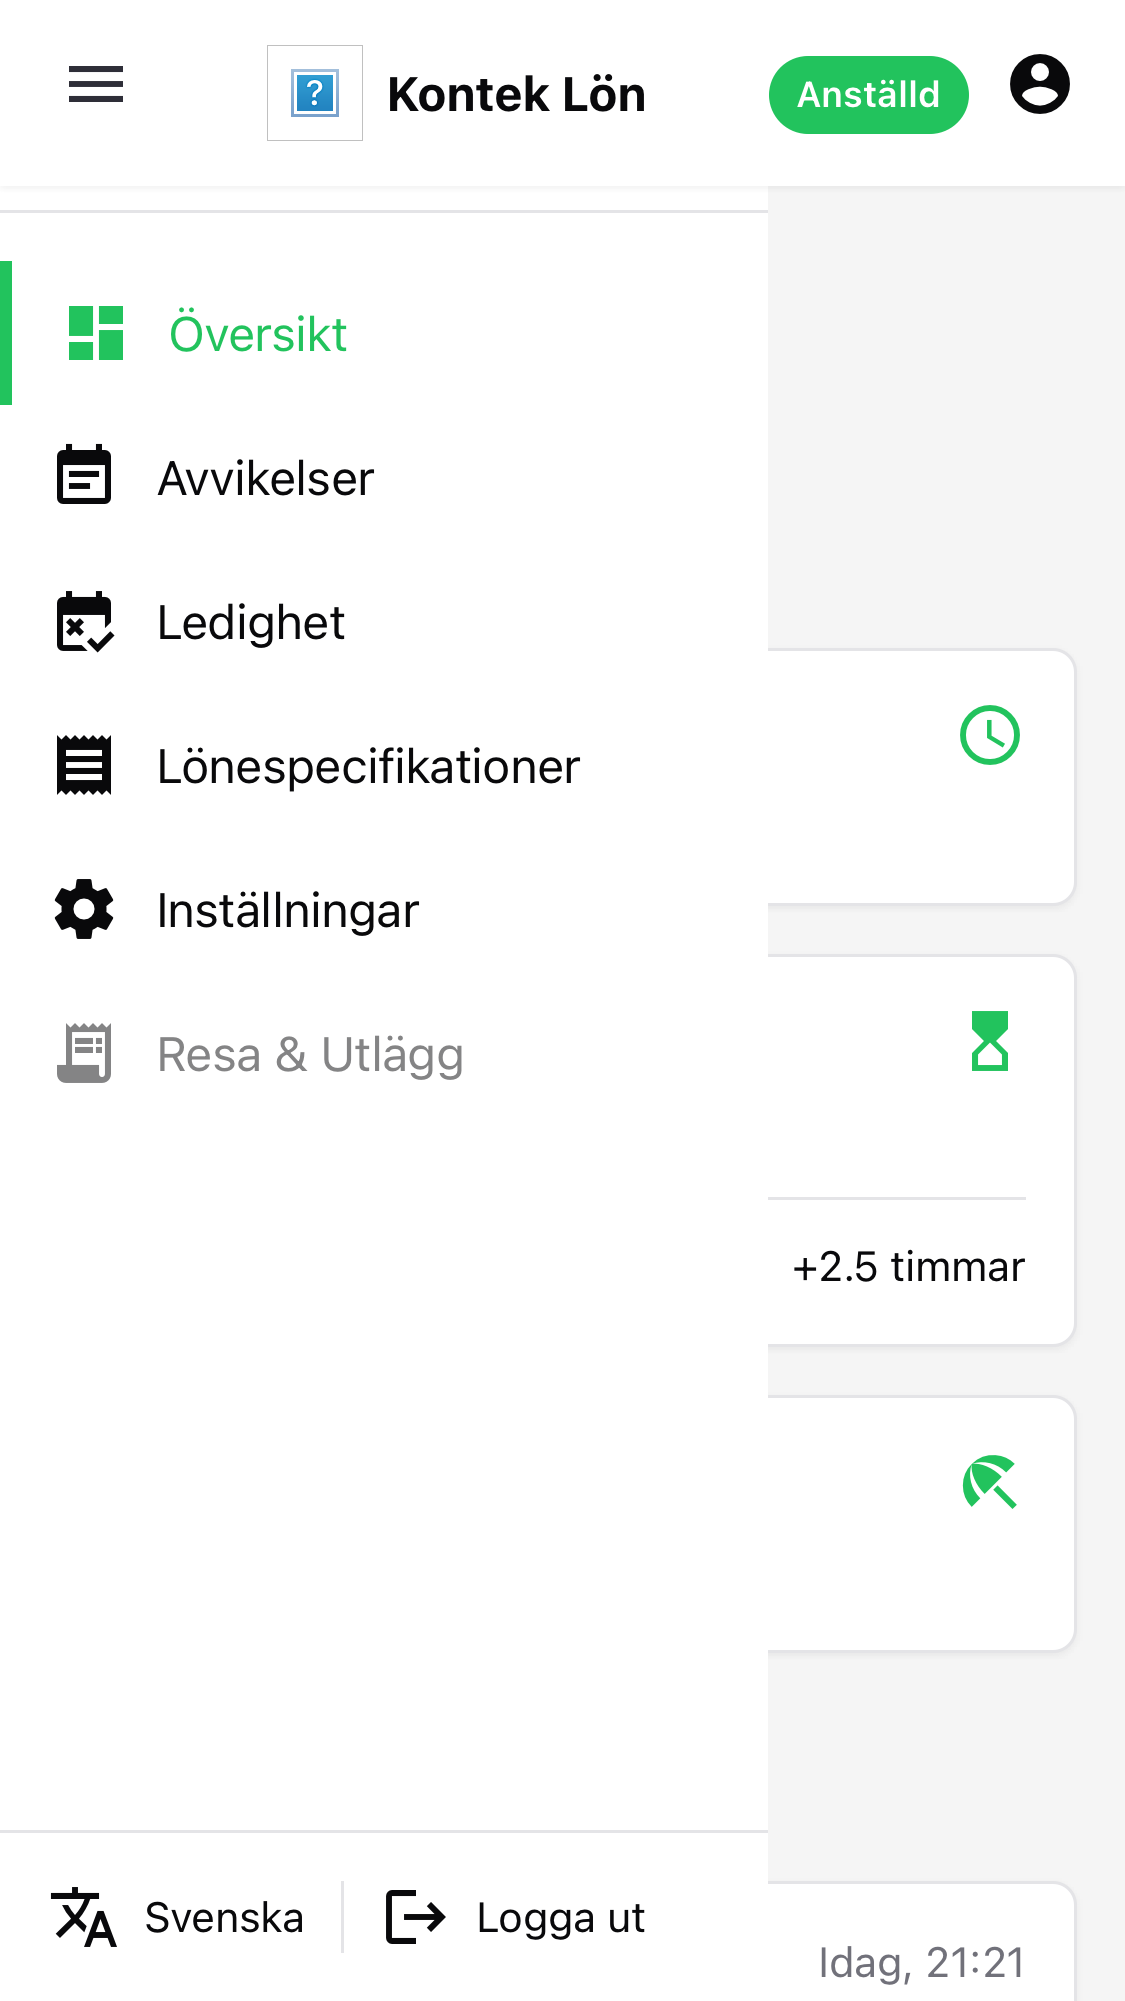 Kontek Lön
Anställd
Översikt
Avvikelser
Ledighet
Lönespecifikationer
Inställningar
Resa & Utlägg
+2.5 timmar
Svenska
Logga ut
Idag, 21:21